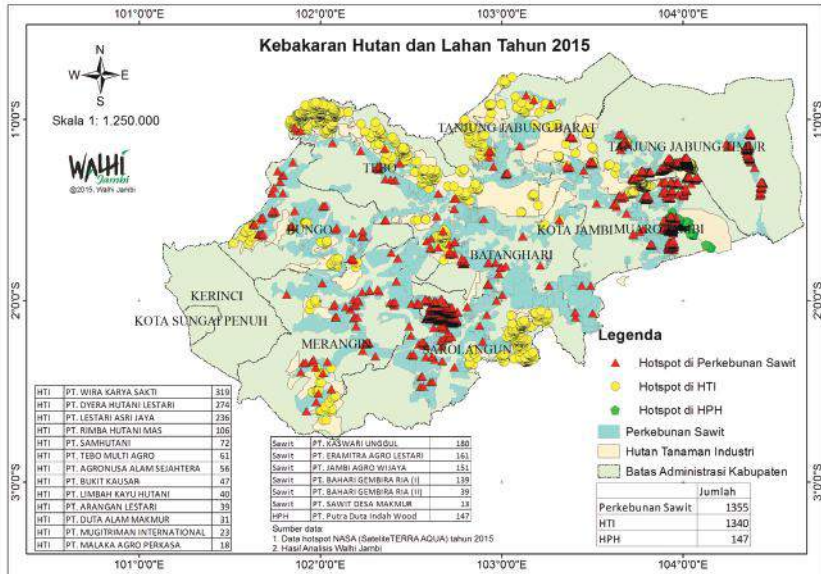 101°0'0"E 102°0'0"E 103°0'0"E 104°0'0"E
Kebakaran Hutan dan Lahan Tahun 2015
N
W E
S
Skala 1: 1.250.000
WALHI
Jambi
@2015. Walhi Jambi
1°0'0"S 1°0'0"S
TANJUNG JABUNG BARAT
TANJUNG JABUNG TIMUR
TEBO
BUNGO
KOTA JAMBI
MUARO JAMBI
BATANGHARI
2°0'0"S 2°0'0"S
KERINCI
KOTA SUNGAI PENUH
MERANGIN
SAROLANGUN
Legenda
Hotspot di Perkebunan Sawit
Hotspot di HTI
Hotspot di HPH
Perkebunan Sawit
Hutan Tanaman Industri
Batas Administrasi Kabupaten
HTI PT. WIRA KARYA SAKTI 319
HTI PT. DYERA HUTANI LESTARI 274
HTI PT. LESTARI ASRI JAYA 236
HTI PT. RIMBA HUTANI MAS 106
HTI PT. SAMHUTANI 72
HTI PT. TEBO MULTI AGRO 61
HTI PT. AGRONUSA ALAM SEJAHTERA 56
HTI PT. BUKIT KAUSAR 47
HTI PT. LIMBAH KAYU HUTANI 40
HTI PT. ARANGAN LESTARI 39
HTI PT. DUTA ALAM MAKMUR 31
HTI PT. MUGITRIMAN INTERNATIONAL 23
HTI PT. MALAKA AGRO PERKASA 18
Sawit PT. KASWARI UNGGUL 180
Sawit PT. ERAMITRA AGRO LESTARI 161
Sawit PT. JAMBI AGRO WIJAYA 151
Sawit PT. BAHARI GEMBIRA RIA (I) 139
Sawit PT. BAHARI GEMBIRA RIA (II) 39
Sawit PT. SAWIT DESA MAKMUR 13
HPH PT. Putra Duta Indah Wood 147
Sumber data:
1. Data hotspot NASA (SateliteTERRA AQUA) tahun 2015
2. Hasil Analisis Walhi Jambi
Jumlah
Perkebunan Sawit 1355
HTI 1340
HPH 147
3°0'0"S 3°0'0"S
101°0'0"E 102°0'0"E 103°0'0"E 104°0'0"E